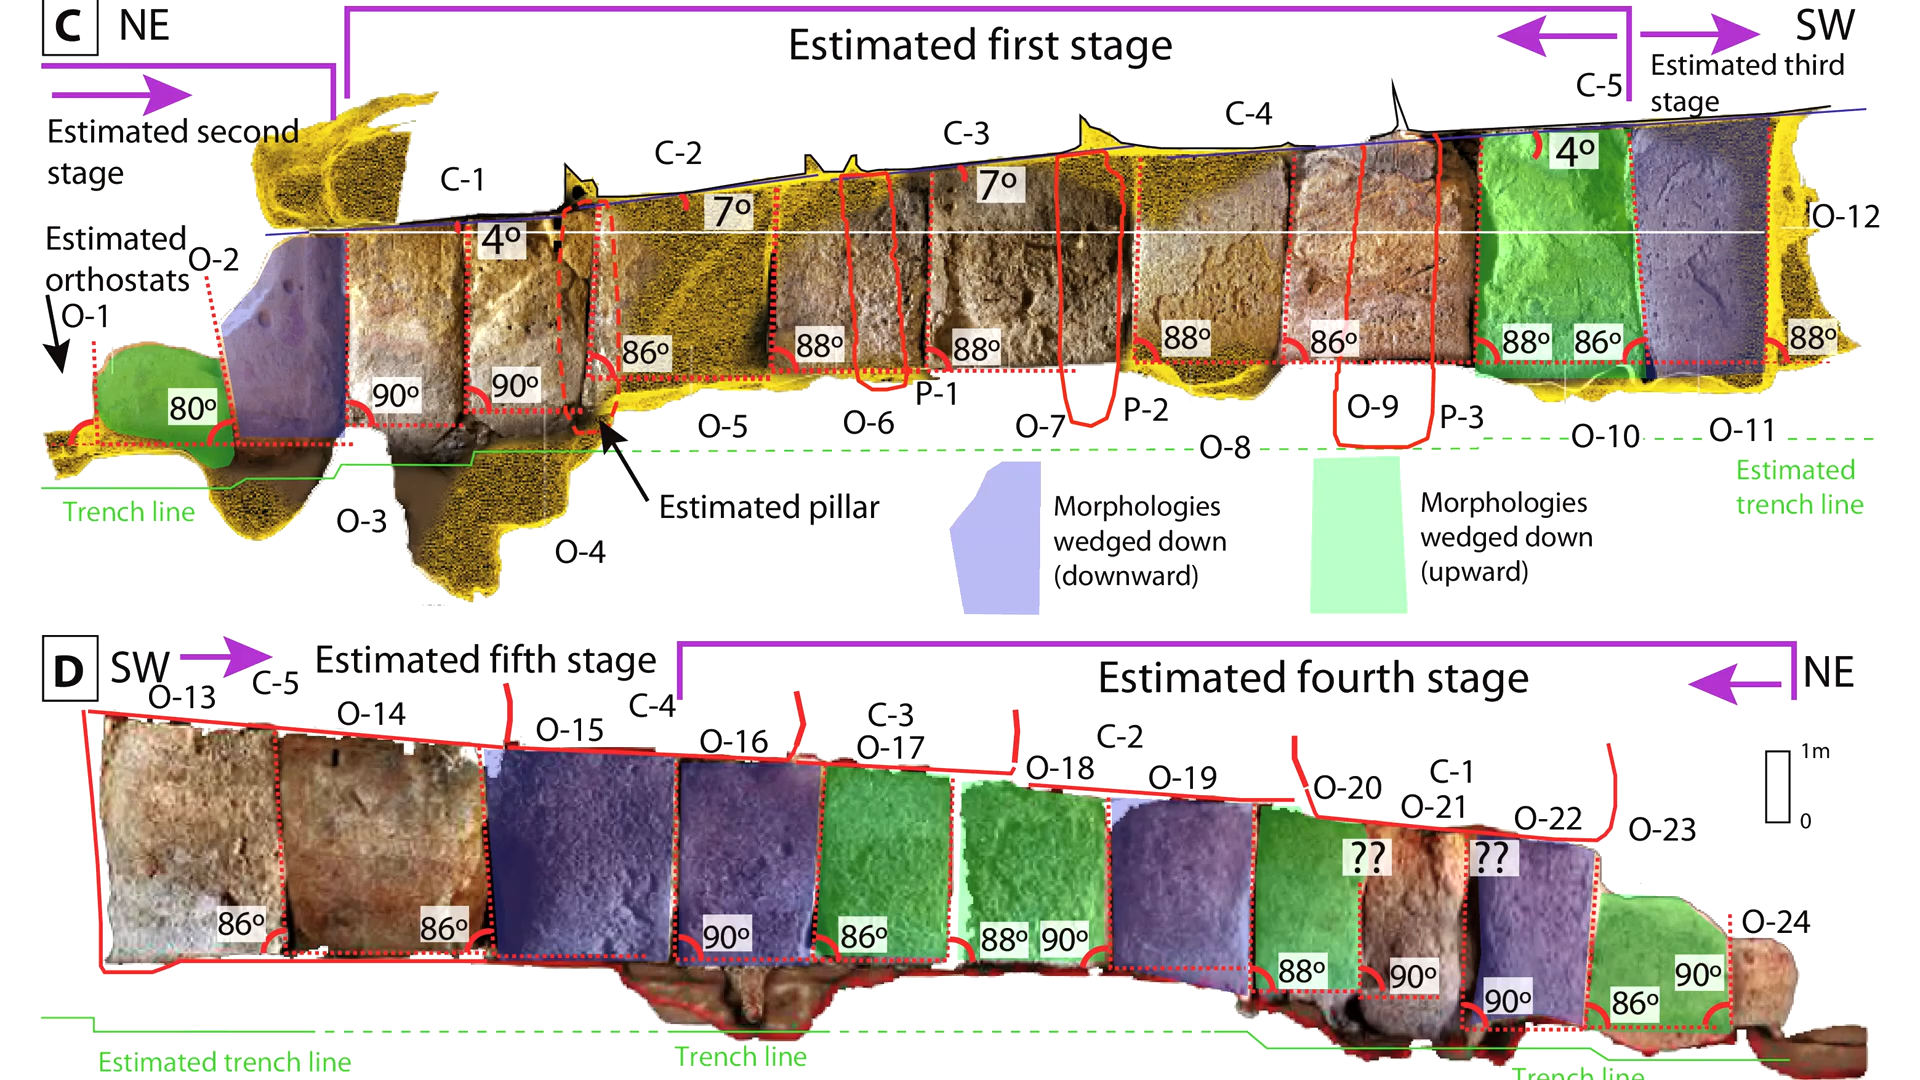 C
NE
Estimated first stage
SW
Estimated second
stage
Estimated third
stage
C-1
C-2
C-3
C-4
C-5
Estimated
orthostats
O-1
O-2
4º
7º
7º
4º
O-12
80º
90º
90º
86º
88º
88º
88º
86º
88º
86º
88º
P-1
P-2
P-3
O-3
O-4
O-5
O-6
O-7
O-8
O-9
O-10
O-11
Trench line
Estimated pillar
Estimated
trench line
Morphologies
wedged down
(downward)
Morphologies
wedged down
(upward)
D
SW
Estimated fifth stage
Estimated fourth stage
NE
O-13
C-5
O-14
O-15
C-4
O-16
C-3
O-17
O-18
C-2
O-19
O-20
C-1
O-21
O-22
O-23
O-24
1m
0
??
??
86º
86º
90º
86º
88º
90º
88º
90º
90º
86º
90º
Estimated trench line
Trench line
Trench line